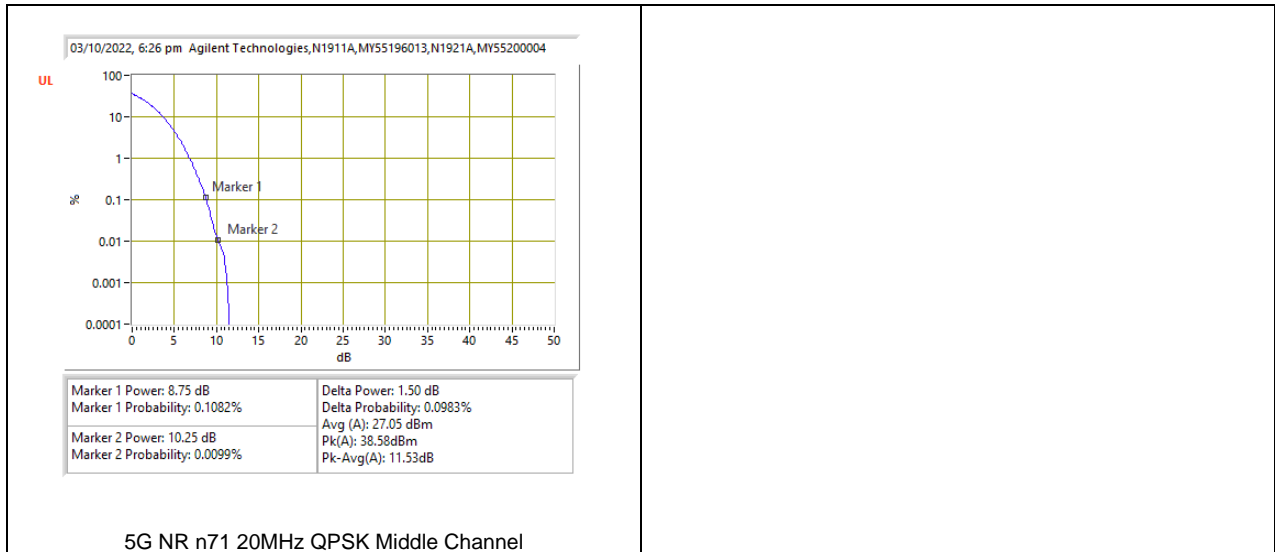 03/10/2022, 6:26 pm Agilent Technologies,N1911A,MY55196013,N1921A,MY55200004
UL
100
10
1
0.1
0.01
0.001
0.0001
%
Marker 1
Marker 2
0 5 10 15 20 25 30 35 40 45 50
dB
Marker 1 Power: 8.75 dB
Marker 1 Probability: 0.1082%
Marker 2 Power: 10.25 dB
Marker 2 Probability: 0.0099%
Delta Power: 1.50 dB
Delta Probability: 0.0983%
Avg (A): 27.05 dBm
Pk(A): 38.58dBm
Pk-Avg(A): 11.53dB
5G NR n71 20MHz QPSK Middle Channel